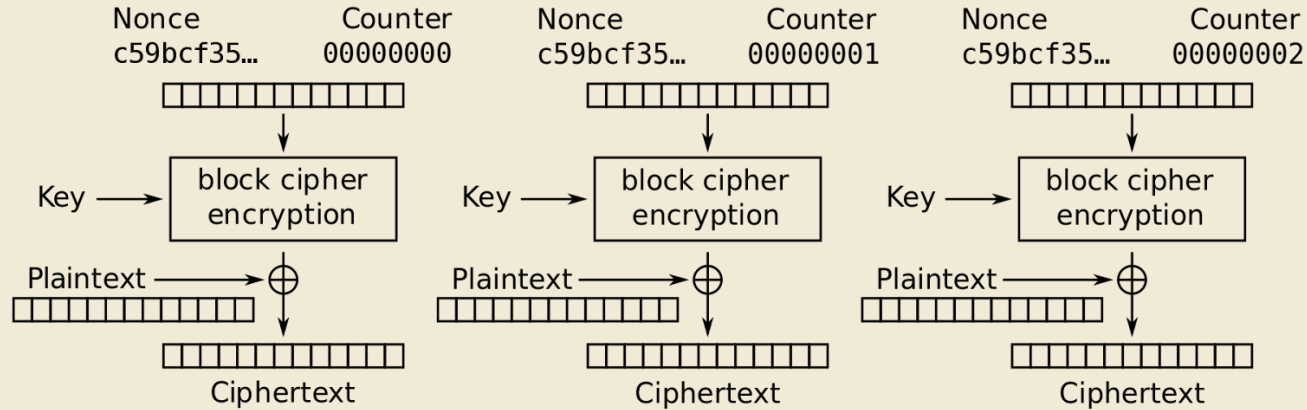 Nonce Counter Nonce Counter Nonce Counter
c59bcf35… 00000000 c59bcf35… 00000001 c59bcf35… 00000002
block cipher block cipher block cipher
Key Key Key
encryption encryption encryption
Plaintext Plaintext Plaintext
Ciphertext Ciphertext Ciphertext